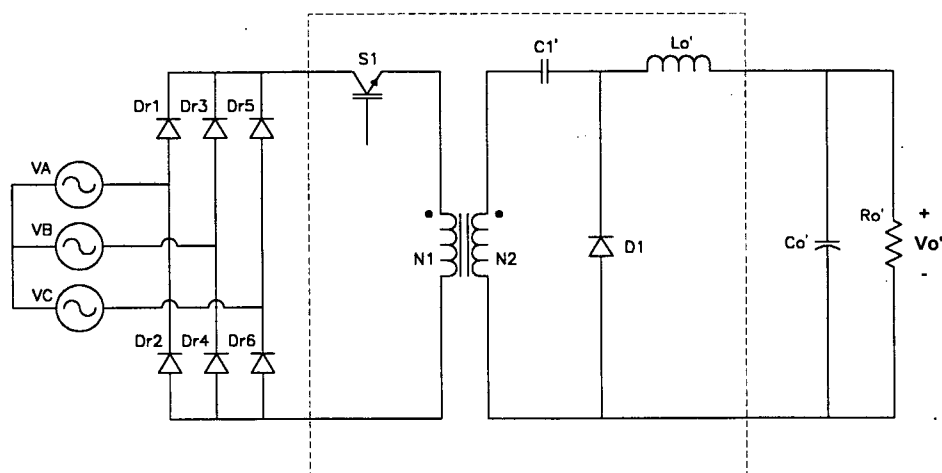 S1
C1'
Lo'
Dr1 Dr3 Dr5
VA
VB
VC
N1 N2
D1
Co'
Ro'
+
Vo'
-
Dr2 Dr4 Dr6